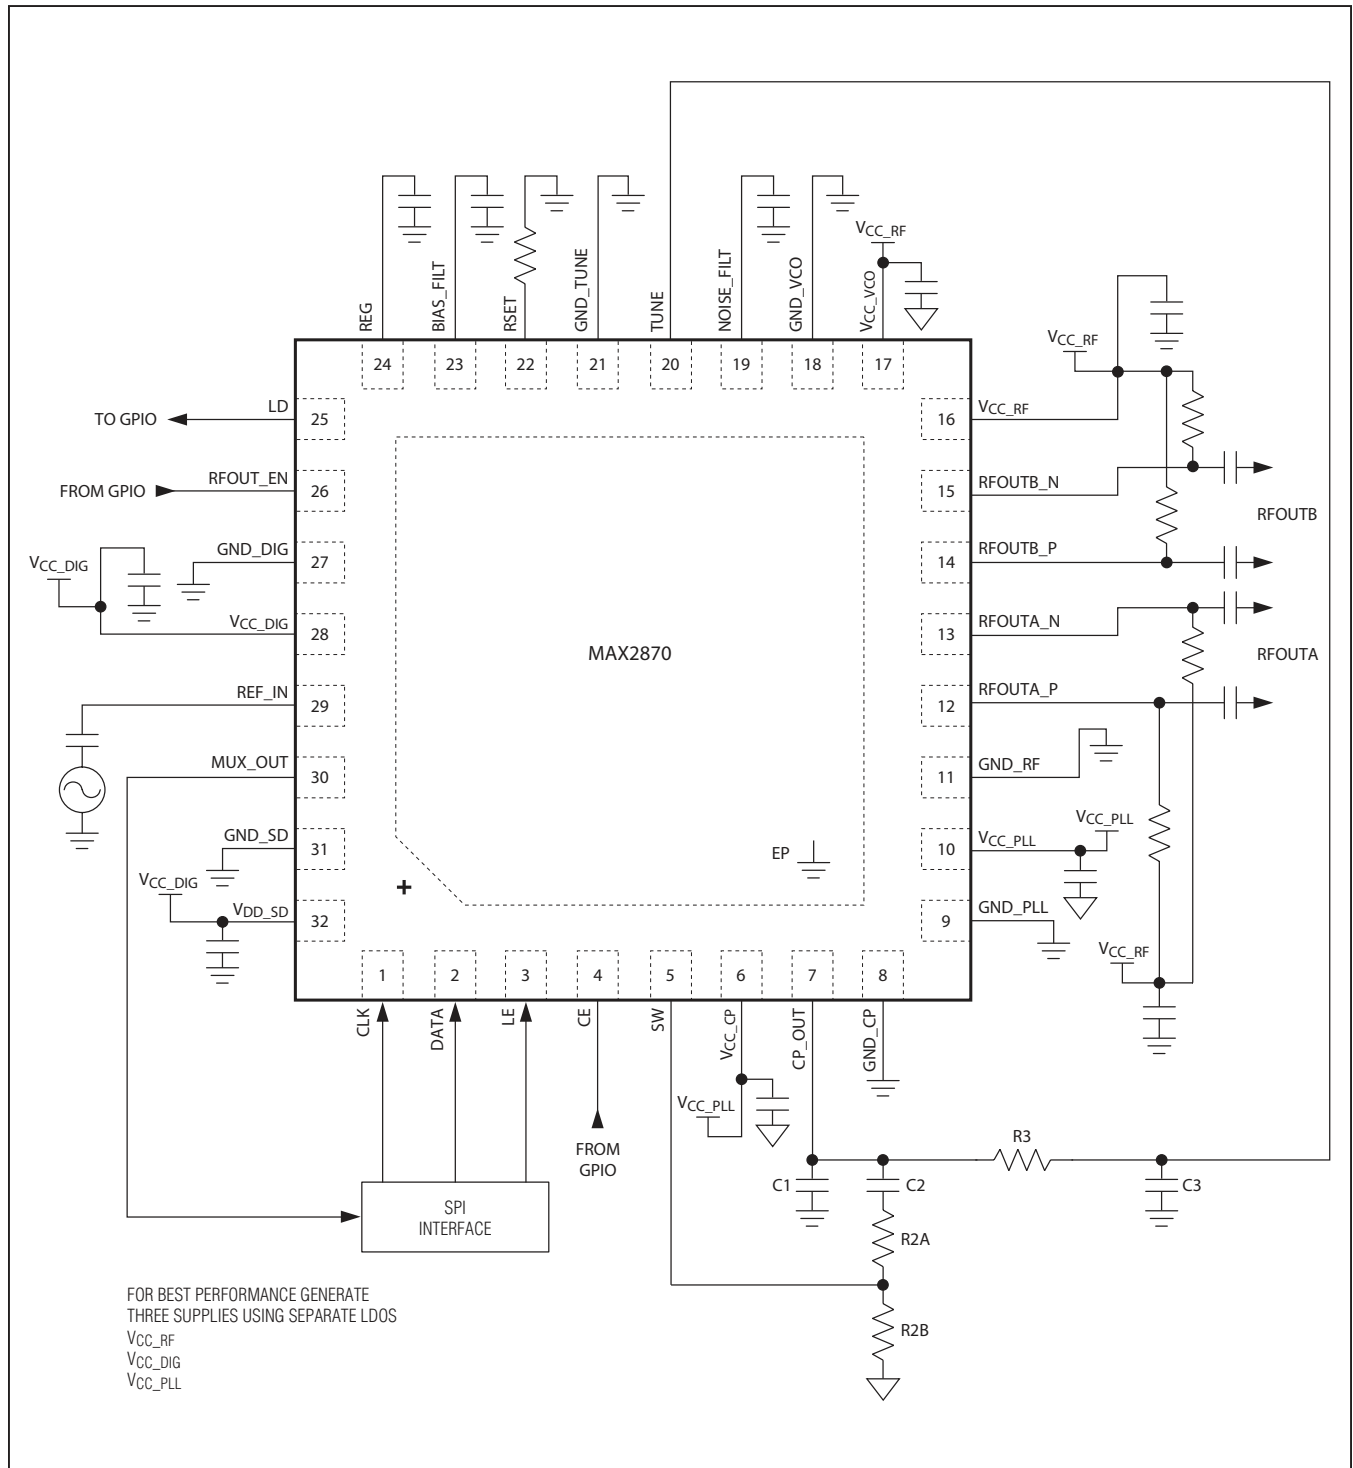 REG
BIAS_FILT
RSET
GND_TUNE
TUNE
NOISE_FILT
GND_VCO
VCC_RF
VCC_VCO
24
23
22
21
20
19
18
17
VCC_RF
TO GPIO
LD
25
16
VCC_RF
FROM GPIO
RFOUT_EN
26
15
RFOUTB_N
RFOUTB
VCC_DIG
GND_DIG
27
14
RFOUTB_P
VCC_DIG
28
13
RFOUTA_N
MAX2870
RFOUTA
REF_IN
29
12
RFOUTA_P
MUX_OUT
30
11
GND_RF
GND_SD
31
EP
10
VCC_PLL
VCC_PLL
VCC_DIG
VDD_SD
32
+
9
GND_PLL
VCC_RF
1
2
3
4
5
6
7
8
CLK
DATA
LE
CE
SW
VCC_CP
CP_OUT
GND_CP
VCC_PLL
FROM
GPIO
R3
C1
C2
C3
SPI
INTERFACE
R2A
R2B
FOR BEST PERFORMANCE GENERATE
THREE SUPPLIES USING SEPARATE LDOS
VCC_RF
VCC_DIG
VCC_PLL